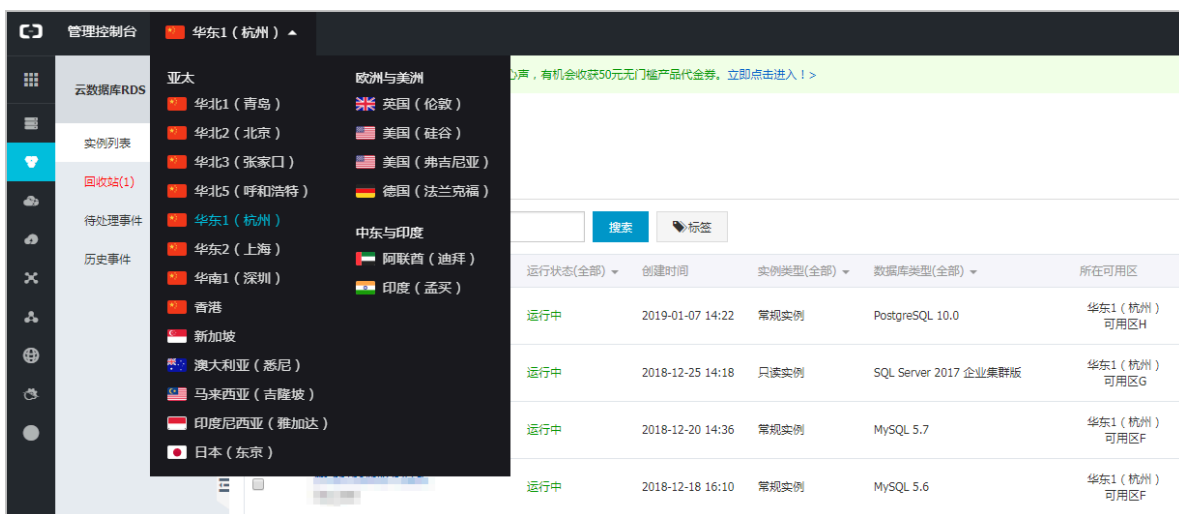 管理控制台
华东1 ( 杭州 )
亚太
华北1 ( 青岛 )
华北2 ( 北京 )
华北3 ( 张家口 )
华北5 ( 呼和浩特 )
华东1 ( 杭州 )
华东2 ( 上海 )
华南1 ( 深圳 )
香港
新加坡
澳大利亚 ( 悉尼 )
马来西亚 ( 吉隆坡 )
印度尼西亚 ( 雅加达 )
日本 ( 东京 )
欧洲与美洲
英国 ( 伦敦 )
美国 ( 硅谷 )
美国 ( 弗吉尼亚 )
德国 ( 法兰克福 )
中东与印度
阿联酋 ( 迪拜 )
印度 ( 孟买 )
云数据库RDS
实例列表
回收站(1)
待处理事件
历史事件
声，有机会收获50元无门槛产品代金券。立即点击进入！>
搜索
标签
运行状态(全部) 创建时间 实例类型(全部) 数据库类型(全部) 所在可用区
运行中 2019-01-07 14:22 常规实例 PostgreSQL 10.0 华东1 ( 杭州 )
可用区H
运行中 2018-12-25 14:18 只读实例 SQL Server 2017 企业集群版 华东1 ( 杭州 )
可用区G
运行中 2018-12-20 14:36 常规实例 MySQL 5.7 华东1 ( 杭州 )
可用区F
运行中 2018-12-18 16:10 常规实例 MySQL 5.6 华东1 ( 杭州 )
可用区F